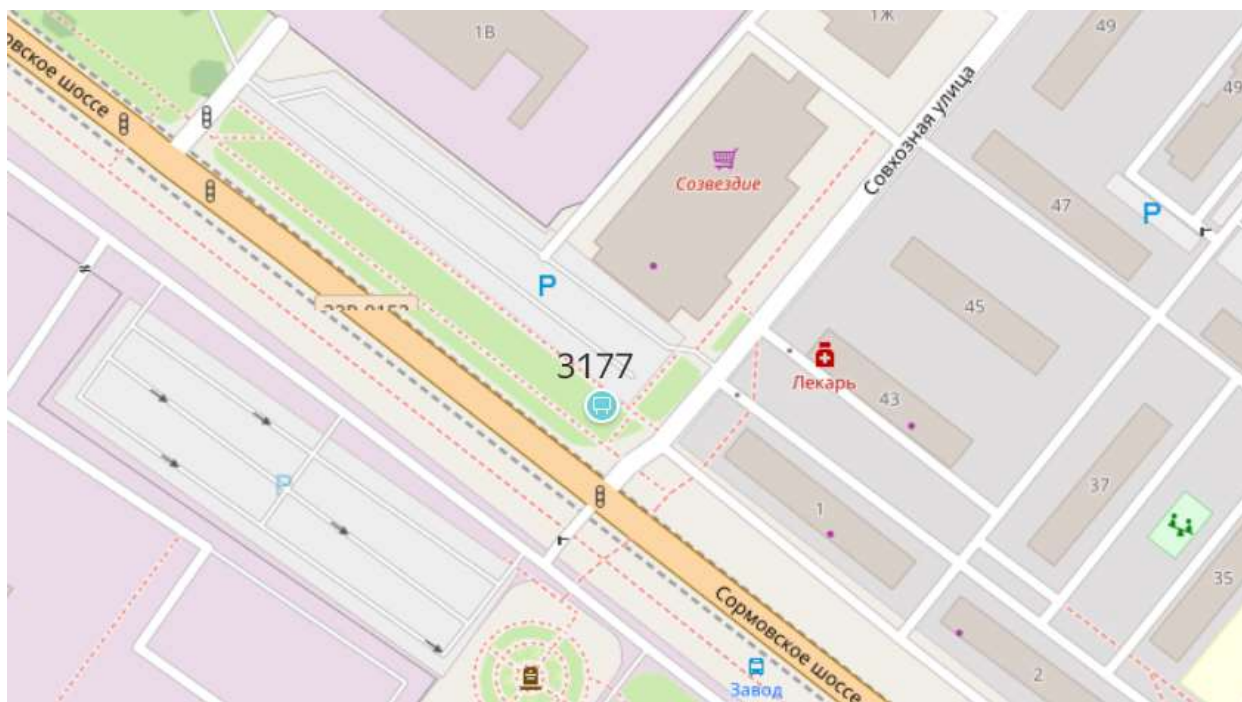 1В
1Ж
49
49
вское шоссе
Созвездие
Совхозная улица
47
P
P
45
3177
Лекарь
43
37
P
1
35
Сормовское шоссе
2
Завод